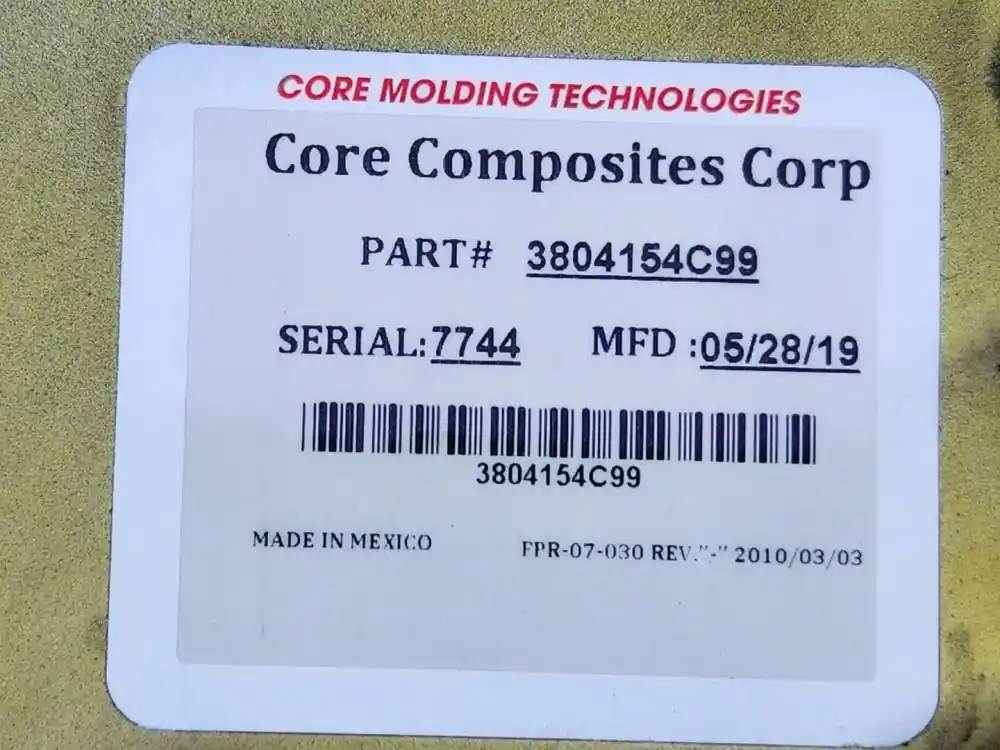 CORE MOLDING TECHNOLOGIES
Core Composites Corp
PART# 3804154C99
SERIAL:7744 MFD :05/28/19
3804154C99
MADE IN MEXICO FPR-07-030 REV."-" 2010/03/03